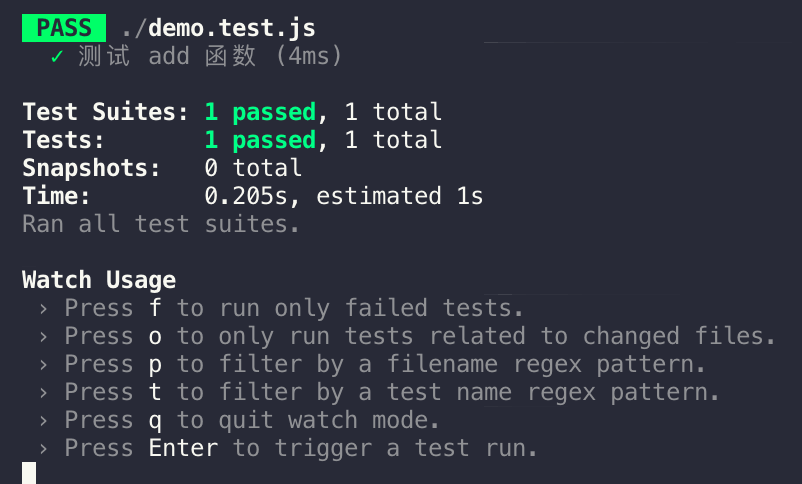 PASS ./demo.test.js
✓ 测试 add 函数 (4ms)
Test Suites: 1 passed, 1 total
Tests: 1 passed, 1 total
Snapshots: 0 total
Time: 0.205s, estimated 1s
Ran all test suites.
Watch Usage
› Press f to run only failed tests.
› Press o to only run tests related to changed files.
› Press p to filter by a filename regex pattern.
› Press t to filter by a test name regex pattern.
› Press q to quit watch mode.
› Press Enter to trigger a test run.